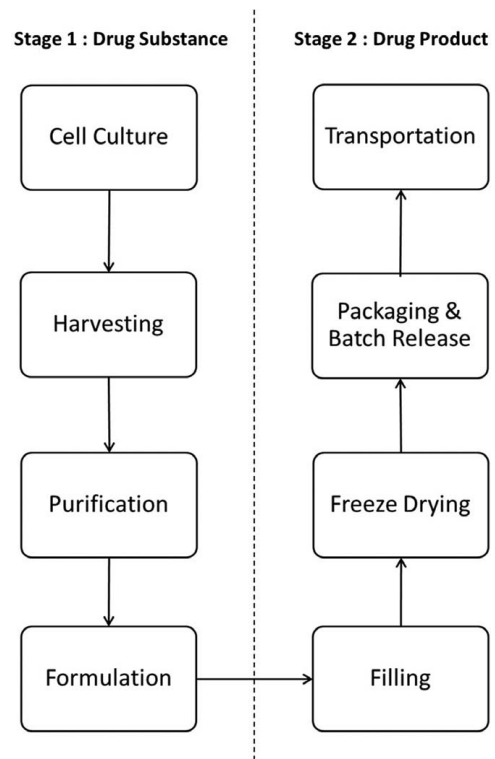 Stage 1 : Drug Substance
Cell Culture
Harvesting
Purification
Formulation
Stage 2 : Drug Product
Transportation
Packaging &
Batch Release
Freeze Drying
Filling